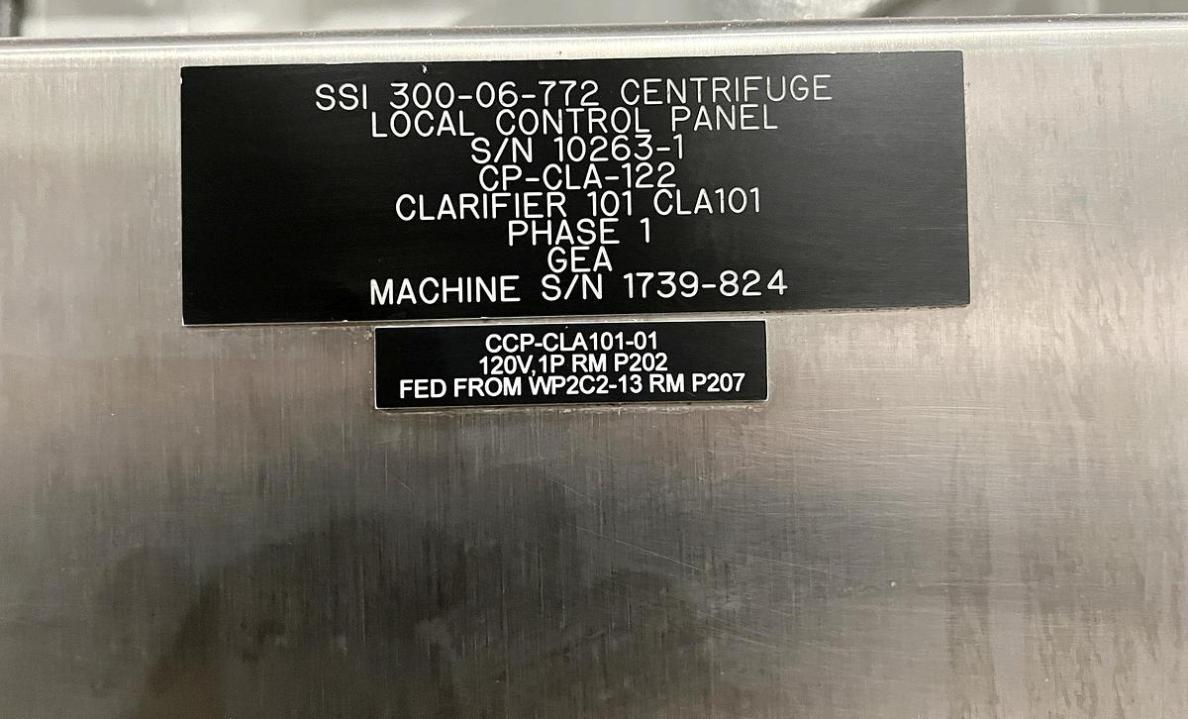 SSI 300-06-772 CENTRIFUGE
LOCAL CONTROL PANEL
S/N 10263-1
CP-CLA-122
CLARIFIER 101 CLA101
PHASE 1
GEA
MACHINE S/N 1739-824
CCP-CLA101-01
120V,1P RM P202
FED FROM WP2C2-13 RM P207